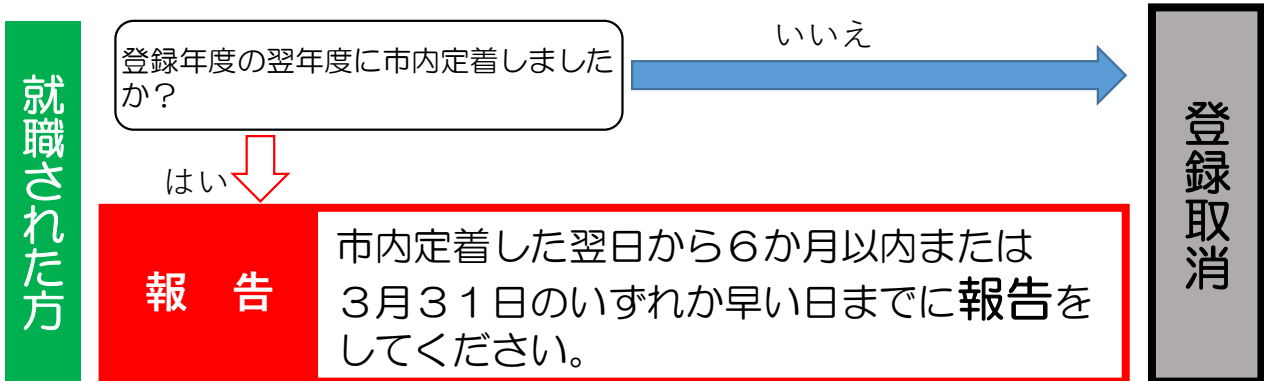 就職された方
登録年度の翌年度に市内定着しました
か？
いいえ
はい
報　告
市内定着した翌日から６か月以内または
３月３１日のいずれか早い日までに報告を
してください。
登録取消